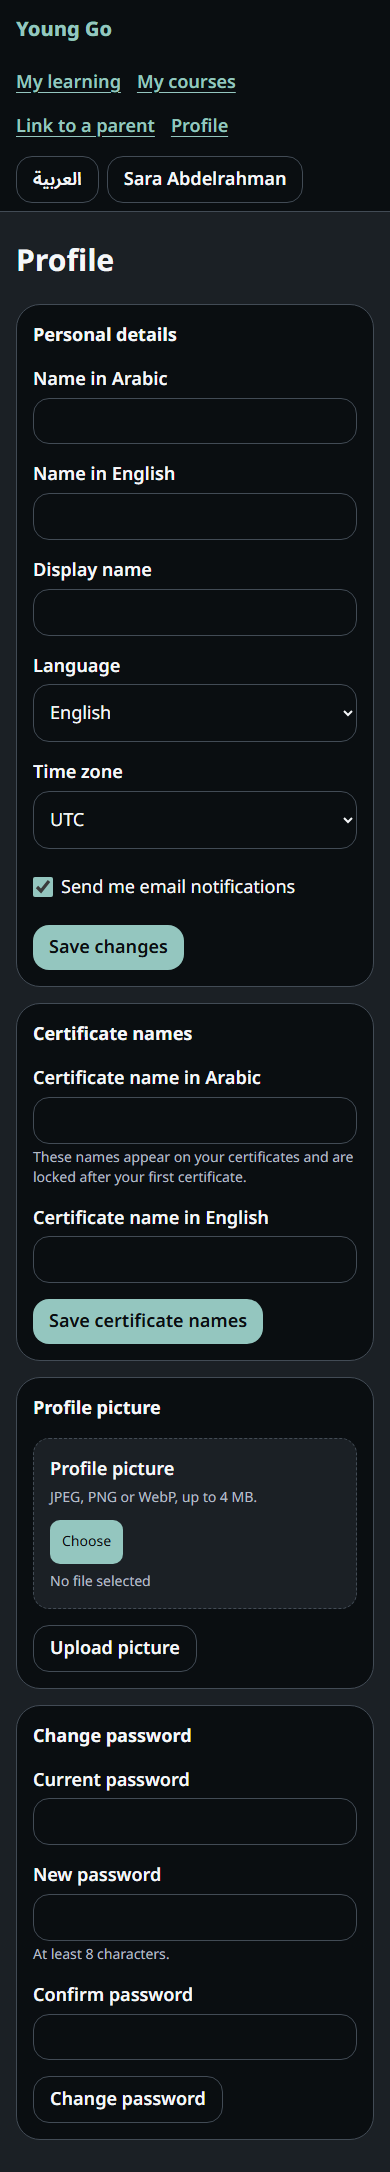 Young Go
My learning My courses
Link to a parent Profile
العربية Sara Abdelrahman
Profile
Personal details
Name in Arabic
Name in English
Display name
Language
English
Time zone
UTC
Send me email notifications
Save changes
Certificate names
Certificate name in Arabic
These names appear on your certificates and are
locked after your first certificate.
Certificate name in English
Save certificate names
Profile picture
Profile picture
JPEG, PNG or WebP, up to 4 MB.
Choose
No file selected
Upload picture
Change password
Current password
New password
At least 8 characters.
Confirm password
Change password